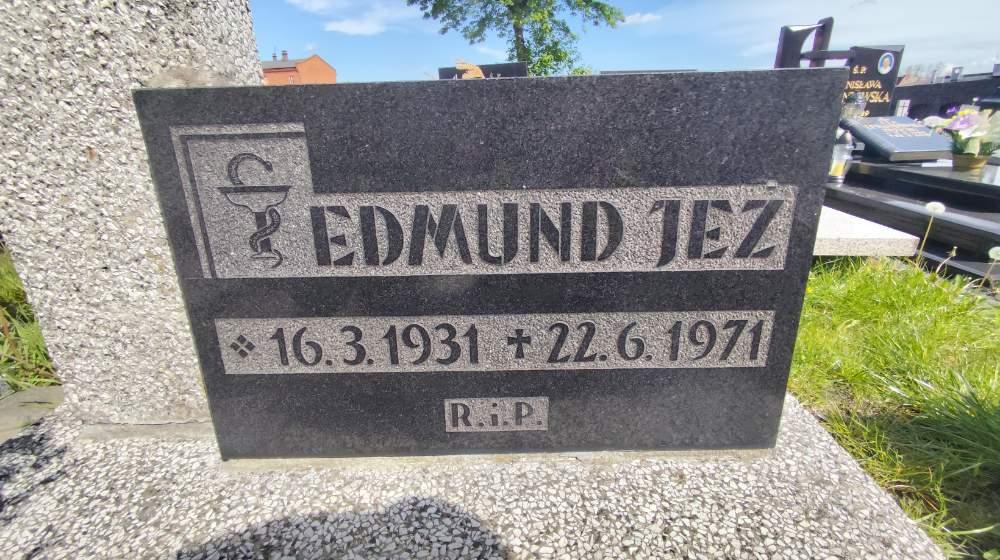 EDMUND JEZ
16.3.1931 ✝ 22.6.1971
R.i.P.
Ś. P.